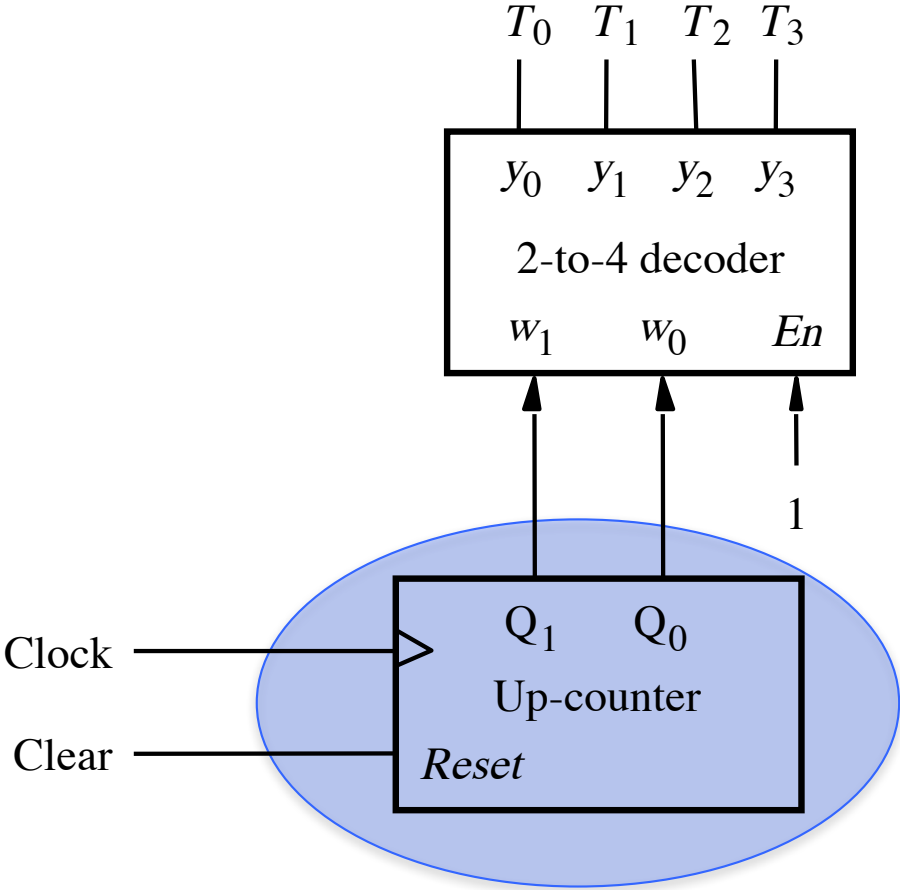 T0 T1 T2 T3
y0 y1 y2 y3
2-to-4 decoder
w1 w0 En
1
Q1 Q0
Clock
Up-counter
Clear
Reset